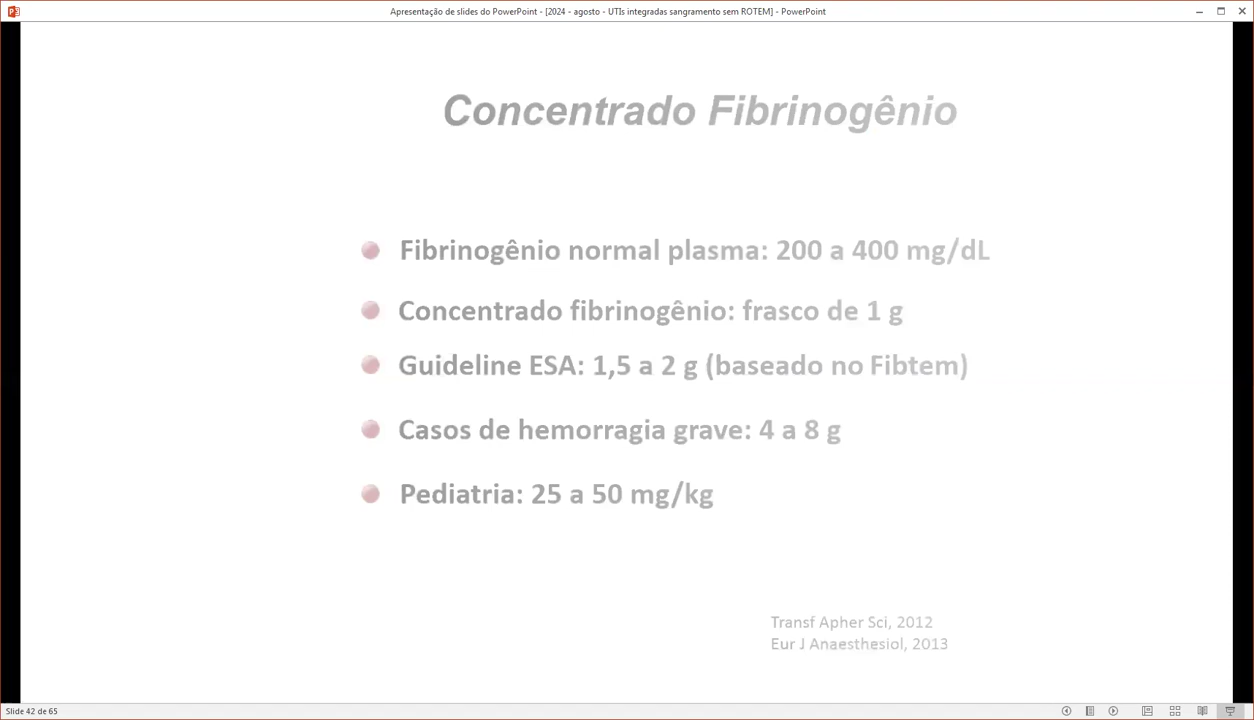 Apresentação de slides do PowerPoint - [2024 - agosto - UTIs integradas sangramento sem ROTEM] - PowerPoint
Concentrado Fibrinogênio
Fibrinogênio normal plasma: 200 a 400 mg/dL
Concentrado fibrinogênio: frasco de 1 g
Guideline ESA: 1,5 a 2 g (baseado no Fibtem)
Casos de hemorragia grave: 4 a 8 g
Pediatria: 25 a 50 mg/kg
Transf Apher Sci, 2012
Eur J Anaesthesiol, 2013
Slide 42 de 65